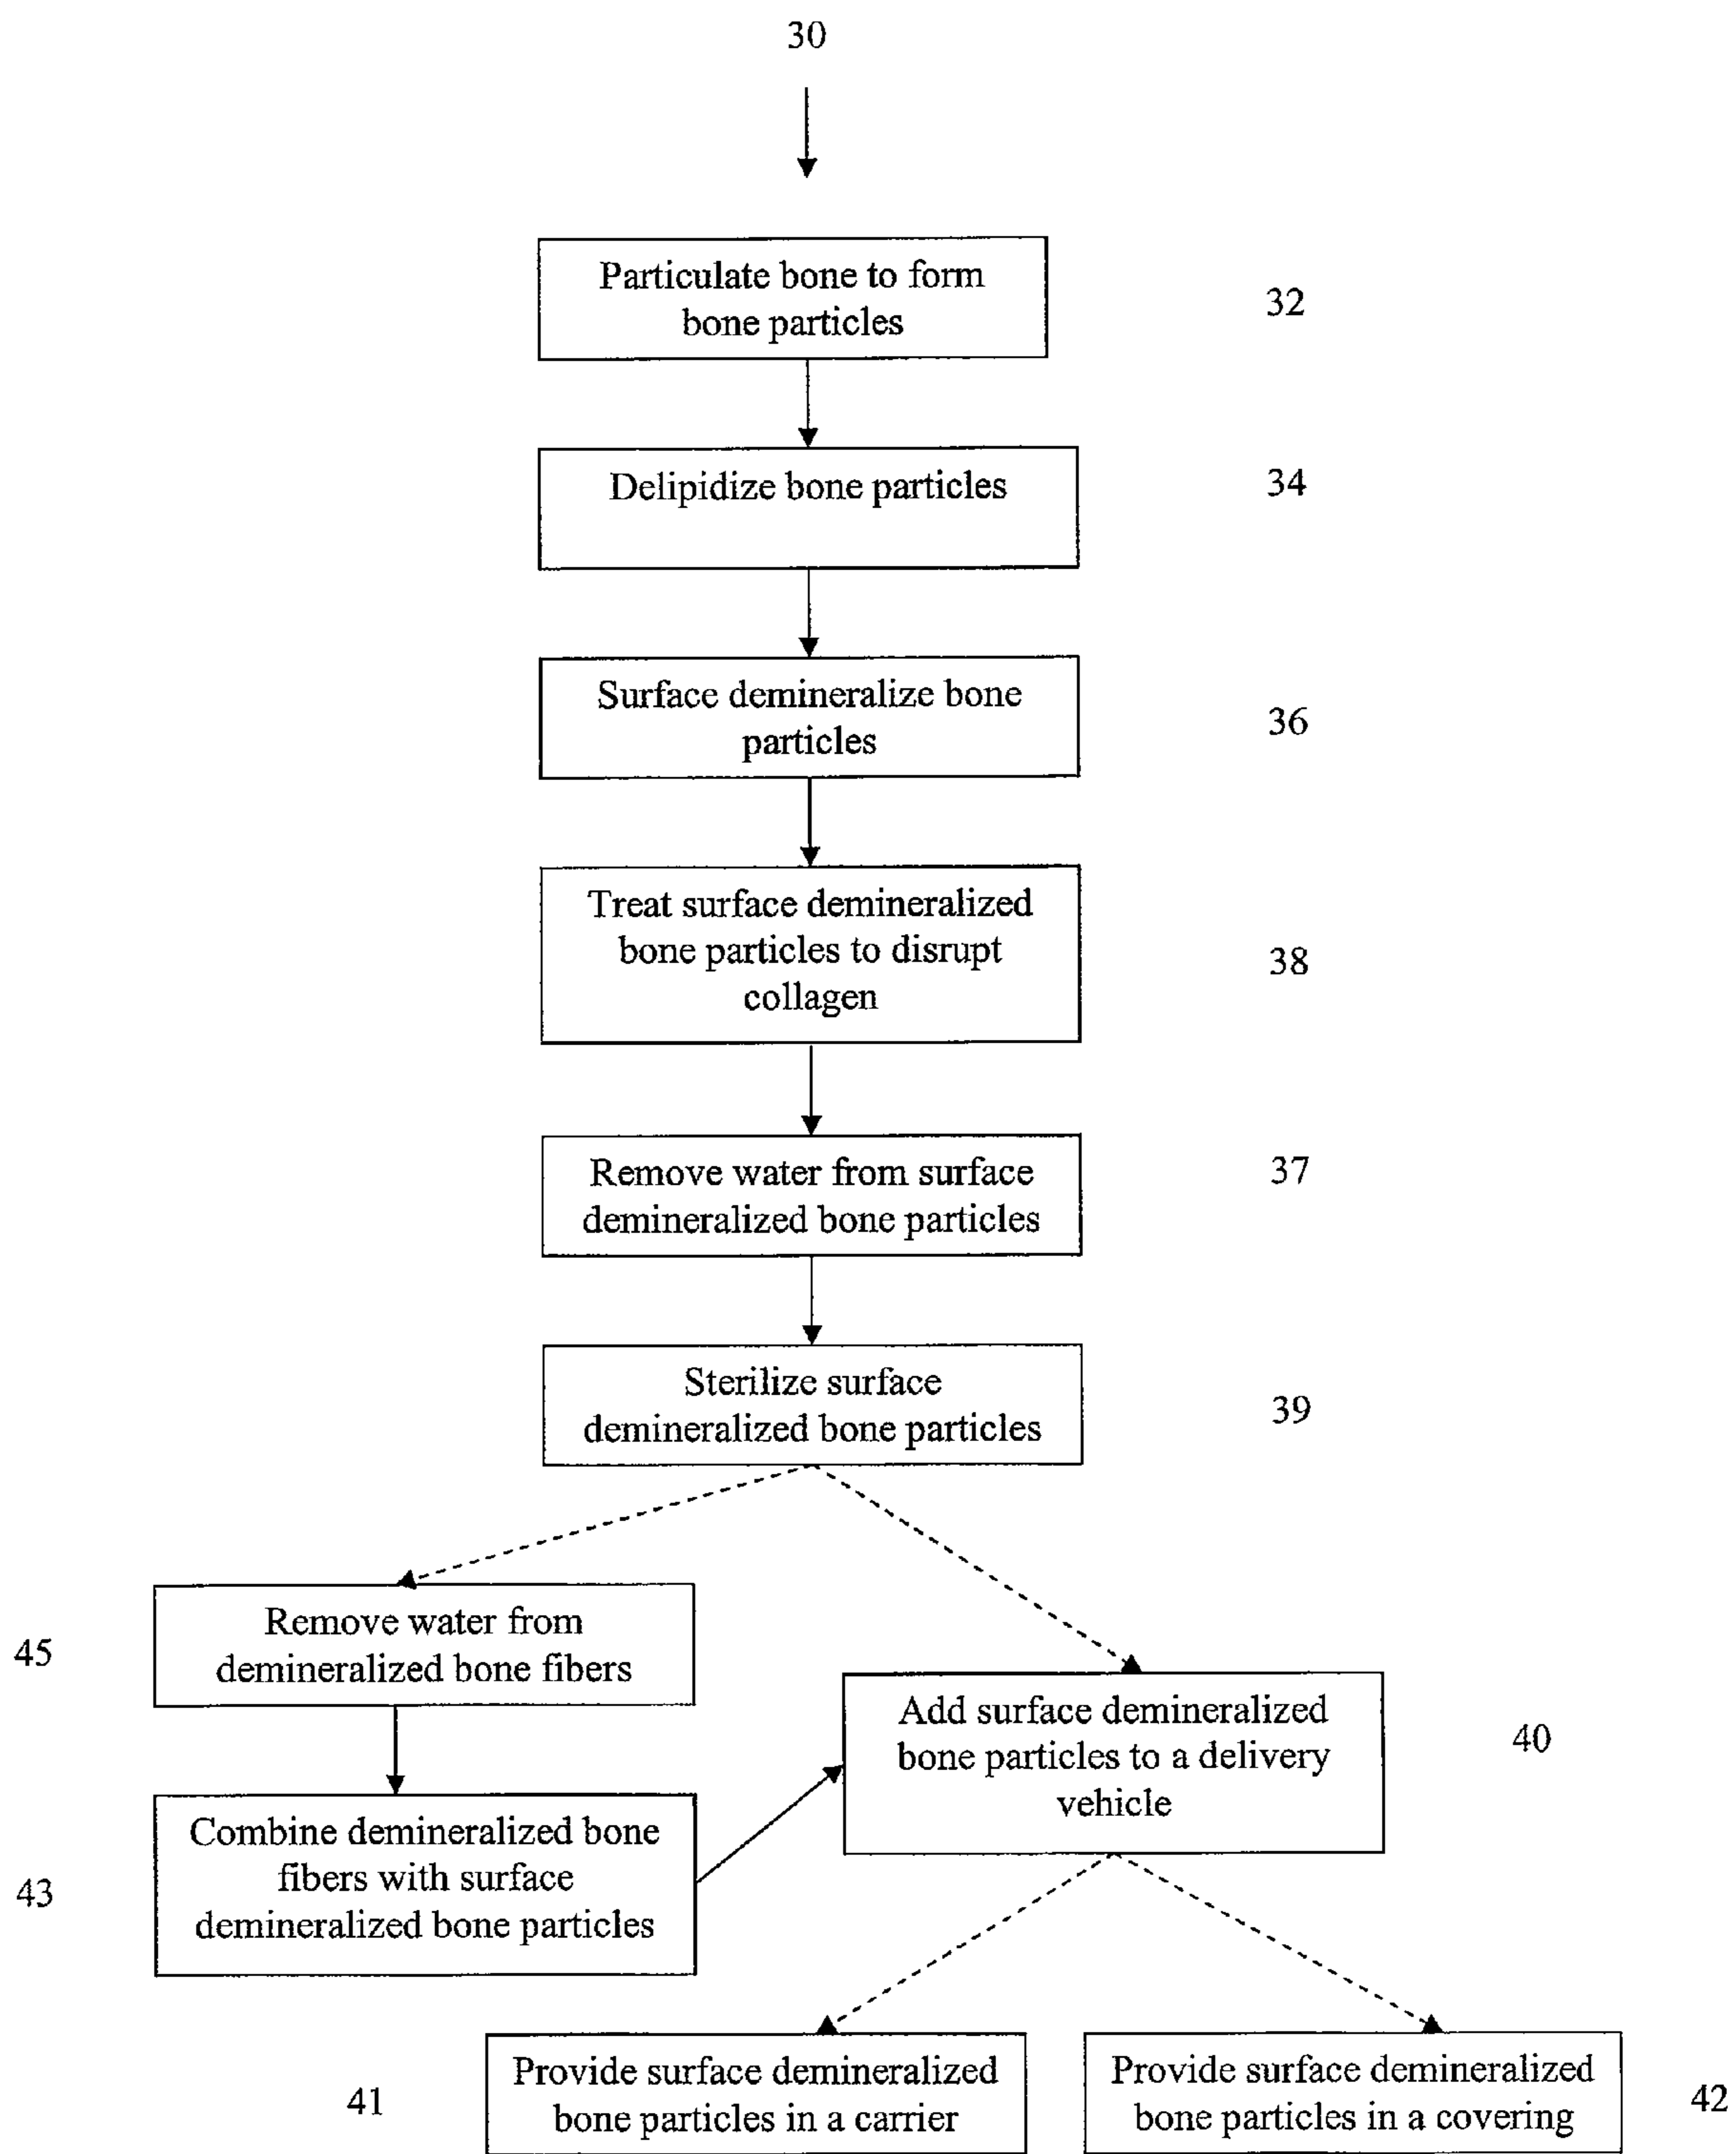 30
Particulate bone to form
bone particles
32
Delipidize bone particles
34
Surface demineralize bone
particles
36
Treat surface demineralized
bone particles to disrupt
collagen
38
Remove water from surface
demineralized bone particles
37
Sterilize surface
demineralized bone particles
39
45
Remove water from
demineralized bone fibers
Add surface demineralized
bone particles to a delivery
vehicle
40
43
Combine demineralized bone
fibers with surface
demineralized bone particles
41
Provide surface demineralized
bone particles in a carrier
Provide surface demineralized
bone particles in a covering
42